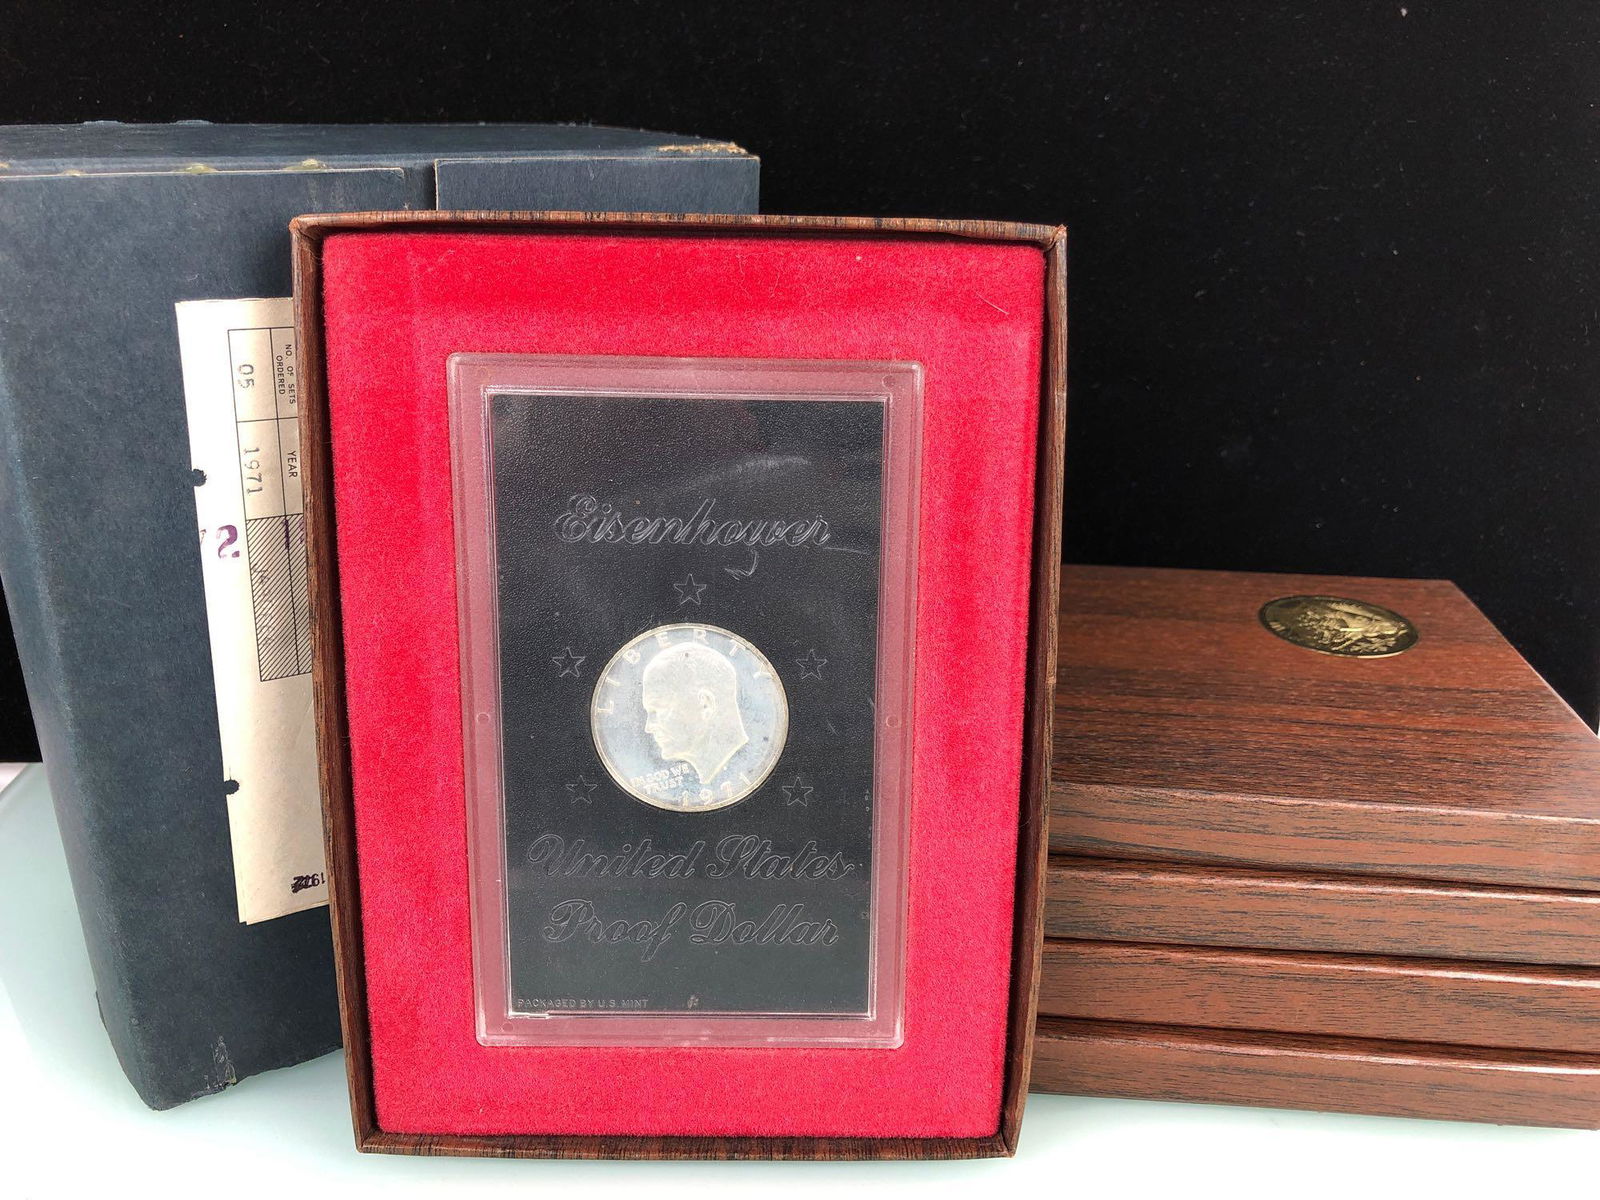 NO. OF SETS
ORDERED
YEAR
05
1971
2
Eisenhower
LIBERTY
IN GOD WE
TRUST
1971
United States
Proof Dollar
PACKAGED BY U.S. MINT